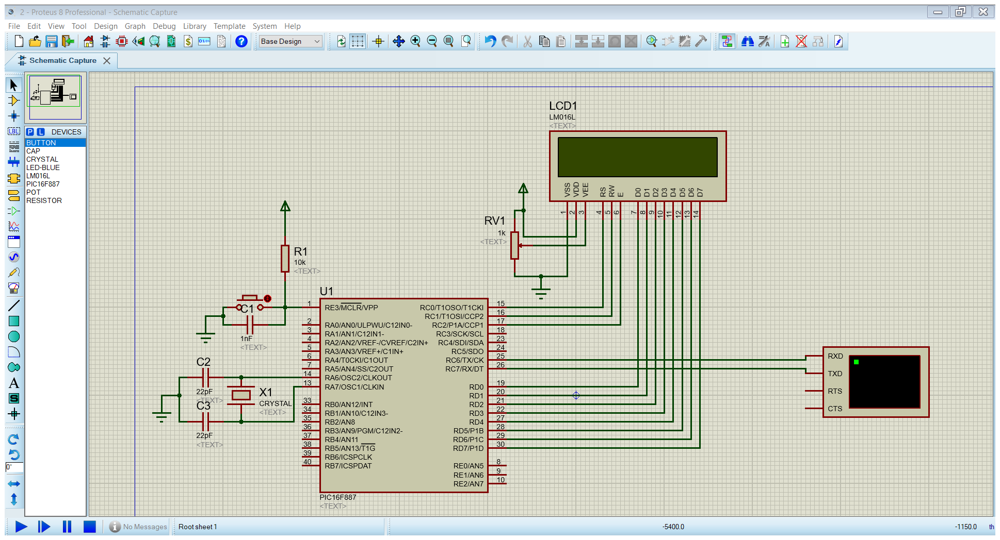 2 - Proteus 8 Professional - Schematic Capture
File Edit View Tool Design Graph Debug Library Template System Help
Base Design
Schematic Capture
P L DEVICES
BUTTON
CAP
CRYSTAL
LED-BLUE
LM016L
PIC16F887
POT
RESISTOR
LBL
A
S
0°
LCD1
LM016L
<TEXT>
VSS VDD VEE RS RW E D0 D1 D2 D3 D4 D5 D6 D7
1 2 3 4 5 6 7 8 9 10 11 12 13 14
RV1
1k
<TEXT>
R1
10k
<TEXT>
C1
1nF
<TEXT>
C2
22pF
<TEXT>
C3
22pF
<TEXT>
X1
CRYSTAL
<TEXT>
U1
1 RE3/MCLR/VPP RC0/T1OSO/T1CKI 15
RC1/T1OSI/CCP2 16
2 RA0/AN0/ULPWU/C12IN0- RC2/P1A/CCP1 17
3 RA1/AN1/C12IN1- RC3/SCK/SCL 18
4 RA2/AN2/VREF-/CVREF/C2IN+ RC4/SDI/SDA 23
5 RA3/AN3/VREF+/C1IN+ RC5/SDO 24
6 RA4/T0CKI/C1OUT RC6/TX/CK 25
7 RA5/AN4/SS/C2OUT RC7/RX/DT 26
14 RA6/OSC2/CLKOUT
13 RA7/OSC1/CLKIN RD0 19
RD1 20
33 RB0/AN12/INT RD2 21
34 RB1/AN10/C12IN3- RD3 22
35 RB2/AN8 RD4 27
36 RB3/AN9/PGM/C12IN2- RD5/P1B 28
37 RB4/AN11 RD6/P1C 29
38 RB5/AN13/T1G RD7/P1D 30
39 RB6/ICSPCLK
40 RB7/ICSPDAT RE0/AN5 8
RE1/AN6 9
RE2/AN7 10
PIC16F887
<TEXT>
RXD
TXD
RTS
CTS
No Messages Root sheet 1 -5400.0 -1150.0 th